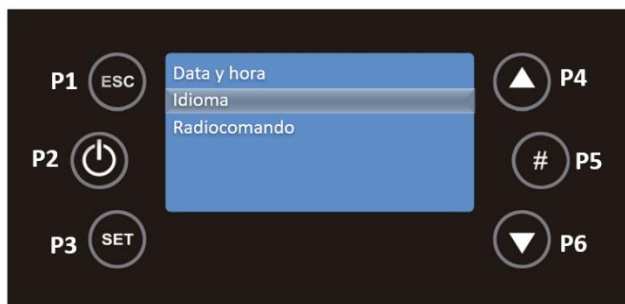 P1 ESC
P2
P3 SET
Data y hora
Idioma
Radiocomando
P4
# P5
P6